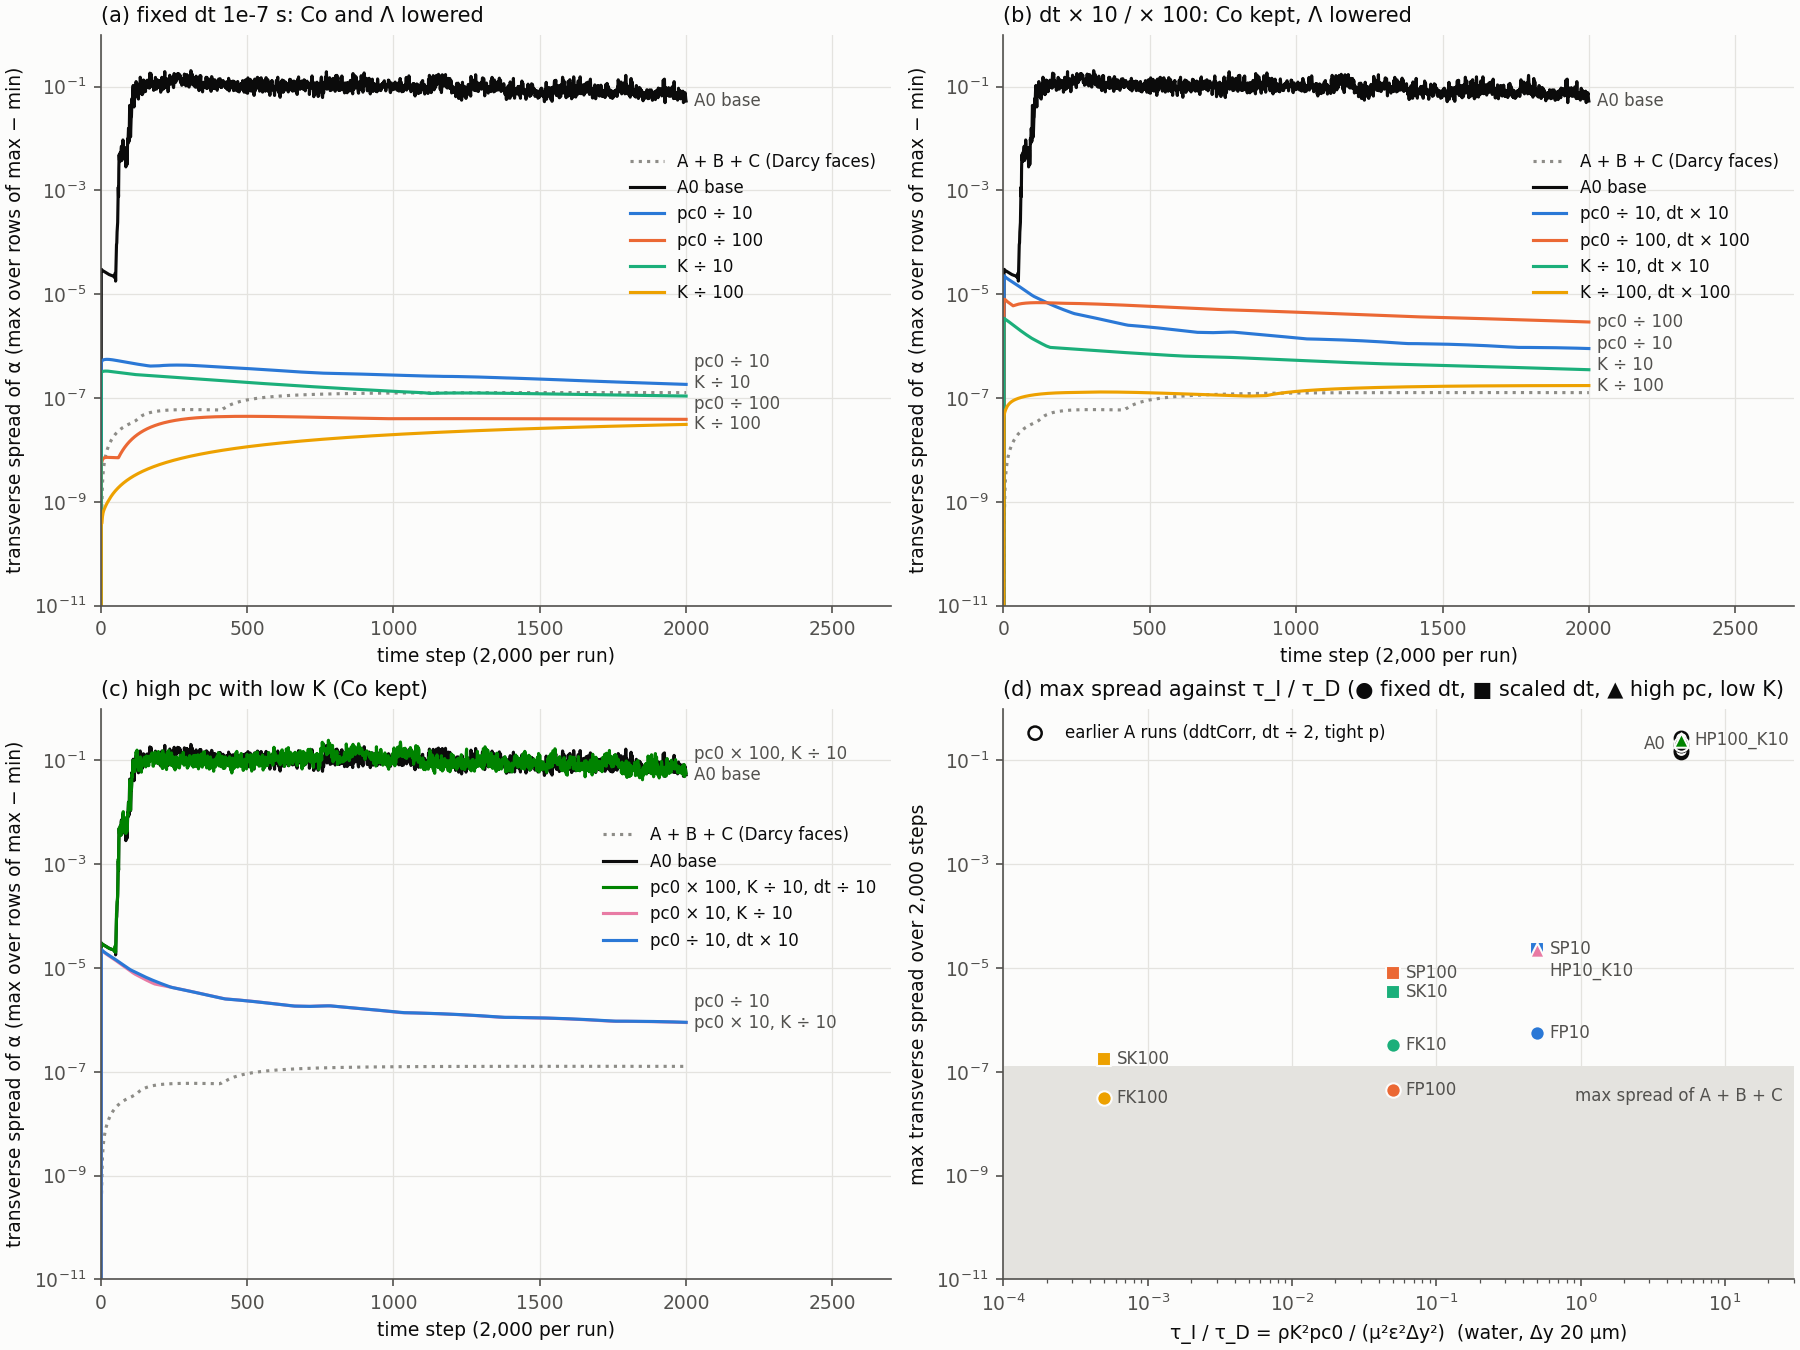 (a) fixed dt 1e-7 s: Co and Λ lowered
transverse spread of α (max over rows of max − min)
10⁻¹
10⁻³
10⁻⁵
10⁻⁷
10⁻⁹
10⁻¹¹
A0 base
A + B + C (Darcy faces)
A0 base
pc0 ÷ 10
pc0 ÷ 100
K ÷ 10
K ÷ 100
pc0 ÷ 10
K ÷ 10
pc0 ÷ 100
K ÷ 100
0 500 1000 1500 2000 2500
time step (2,000 per run)
(b) dt × 10 / × 100: Co kept, Λ lowered
transverse spread of α (max over rows of max − min)
10⁻¹
10⁻³
10⁻⁵
10⁻⁷
10⁻⁹
10⁻¹¹
A0 base
A + B + C (Darcy faces)
A0 base
pc0 ÷ 10, dt × 10
pc0 ÷ 100, dt × 100
K ÷ 10, dt × 10
K ÷ 100, dt × 100
pc0 ÷ 100
pc0 ÷ 10
K ÷ 10
K ÷ 100
0 500 1000 1500 2000 2500
time step (2,000 per run)
(c) high pc with low K (Co kept)
transverse spread of α (max over rows of max − min)
10⁻¹
10⁻³
10⁻⁵
10⁻⁷
10⁻⁹
10⁻¹¹
pc0 × 100, K ÷ 10
A0 base
A + B + C (Darcy faces)
A0 base
pc0 × 100, K ÷ 10, dt ÷ 10
pc0 × 10, K ÷ 10
pc0 ÷ 10, dt × 10
pc0 ÷ 10
pc0 × 10, K ÷ 10
0 500 1000 1500 2000 2500
time step (2,000 per run)
(d) max spread against τ_I / τ_D (● fixed dt, ■ scaled dt, ▲ high pc, low K)
max transverse spread over 2,000 steps
10⁻¹
10⁻³
10⁻⁵
10⁻⁷
10⁻⁹
10⁻¹¹
earlier A runs (ddtCorr, dt ÷ 2, tight p)
A0
HP100_K10
SP10
HP10_K10
SP100
SK10
FP10
FK10
SK100
FP100
FK100
max spread of A + B + C
10⁻⁴ 10⁻³ 10⁻² 10⁻¹ 10⁰ 10¹
τ_I / τ_D = ρK²pc0 / (μ²ε²Δy²) (water, Δy 20 μm)